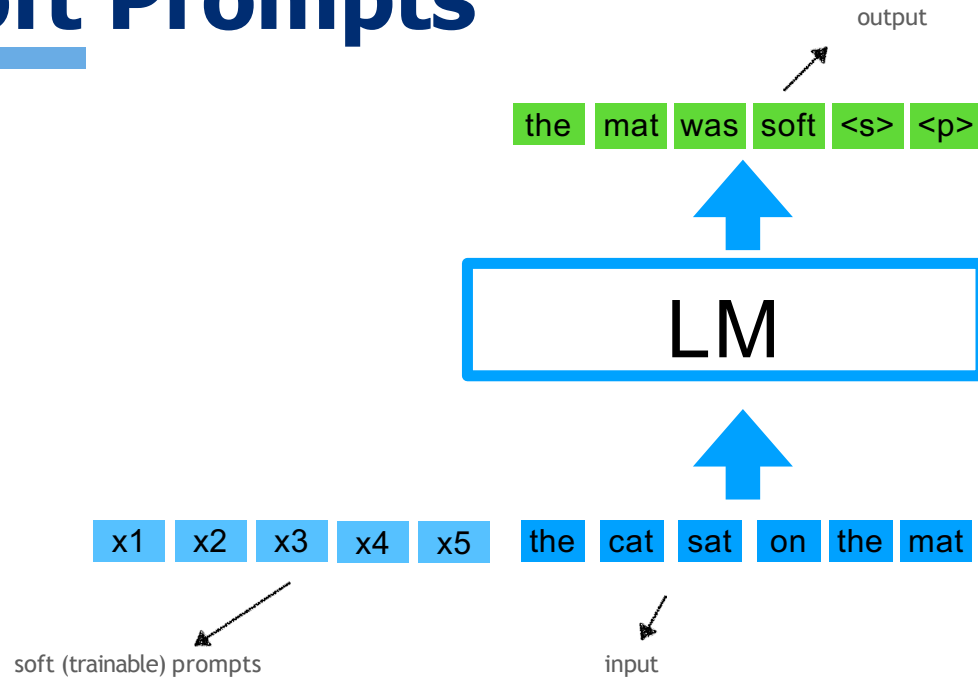 oft Prompts
output
the mat was soft <s> <p>
LM
x1 x2 x3 x4 x5 the cat sat on the mat
soft (trainable) prompts input